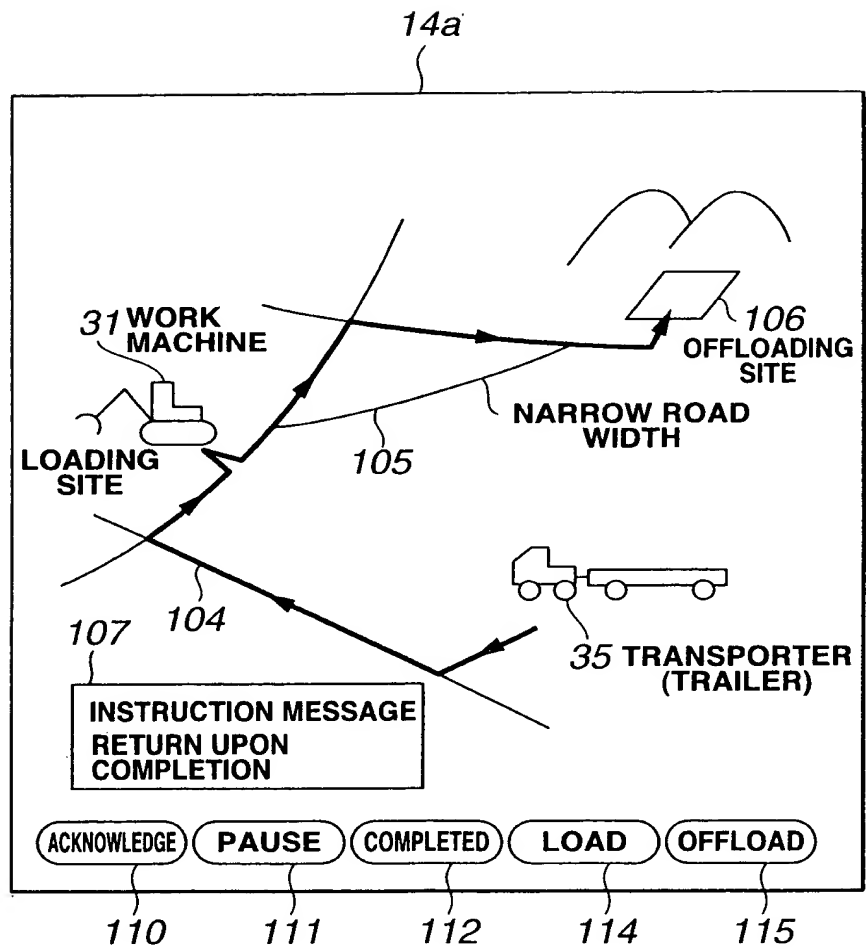 14a
31 WORK
MACHINE
106
OFFLOADING
SITE
NARROW ROAD
WIDTH
105
LOADING
SITE
104
107
35 TRANSPORTER
(TRAILER)
INSTRUCTION MESSAGE
RETURN UPON
COMPLETION
ACKNOWLEDGE PAUSE COMPLETED LOAD OFFLOAD
110 111 112 114 115